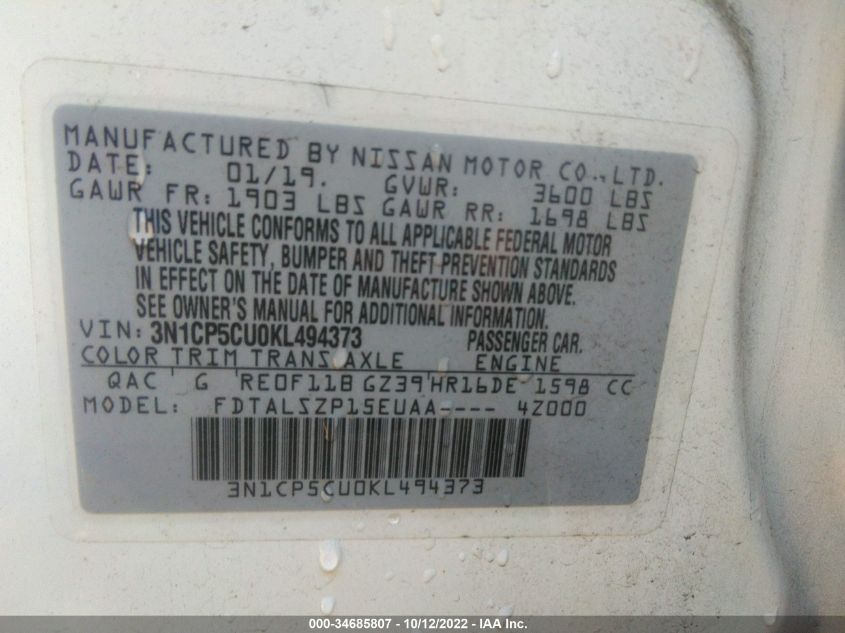 MANUFACTURED BY NISSAN MOTOR CO., LTD.
DATE: 01/19. GVWR: 3600 LBS
GAWR FR: 1903 LBS GAWR RR: 1698 LBS
THIS VEHICLE CONFORMS TO ALL APPLICABLE FEDERAL MOTOR
VEHICLE SAFETY, BUMPER AND THEFT PREVENTION STANDARDS
IN EFFECT ON THE DATE OF MANUFACTURE SHOWN ABOVE.
SEE OWNER'S MANUAL FOR ADDITIONAL INFORMATION.
VIN: 3N1CP5CU0KL494373 PASSENGER CAR.
COLOR TRIM TRANS AXLE ENGINE
QAC G RE0F11B GZ39 HR16DE 1598 CC
MODEL: FDTALSZP15EUAA---- 4Z000
3N1CP5CU0KL494373
000-34685807 - 10/12/2022 - IAA Inc.